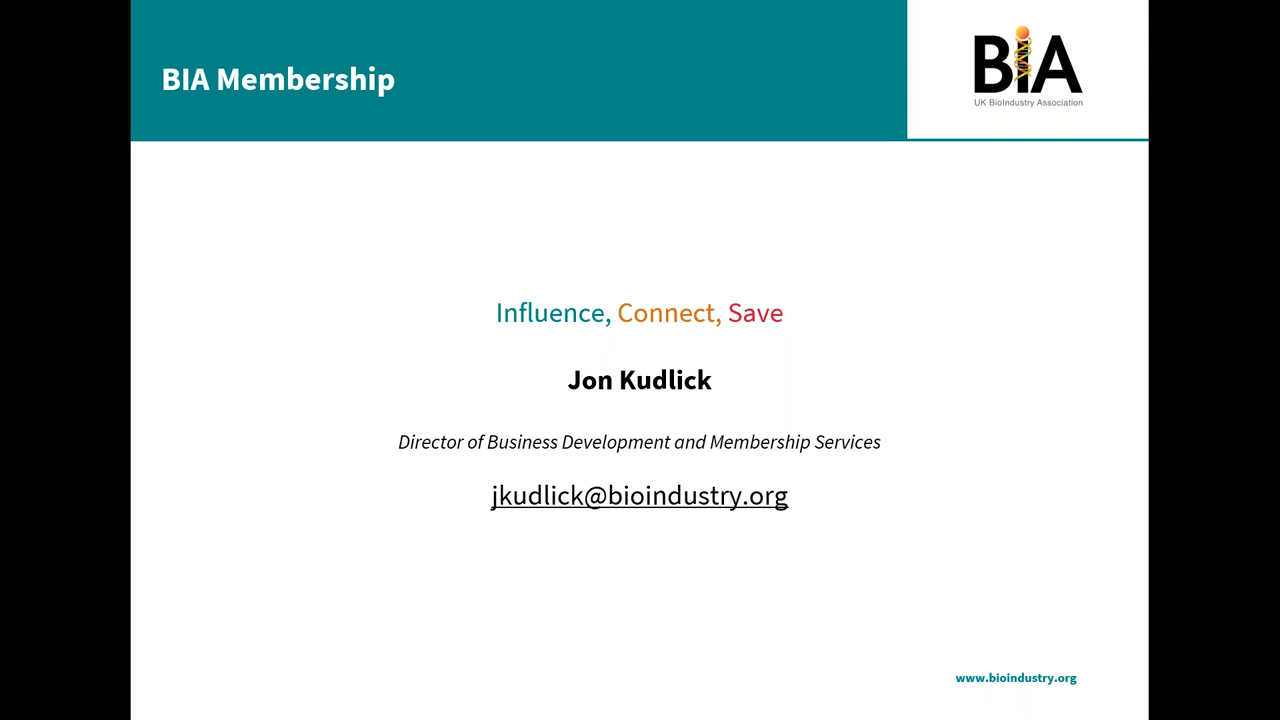 BIA Membership
BiA
UK BioIndustry Association
Influence, Connect, Save
Jon Kudlick
Director of Business Development and Membership Services
jkudlick@bioindustry.org
www.bioindustry.org